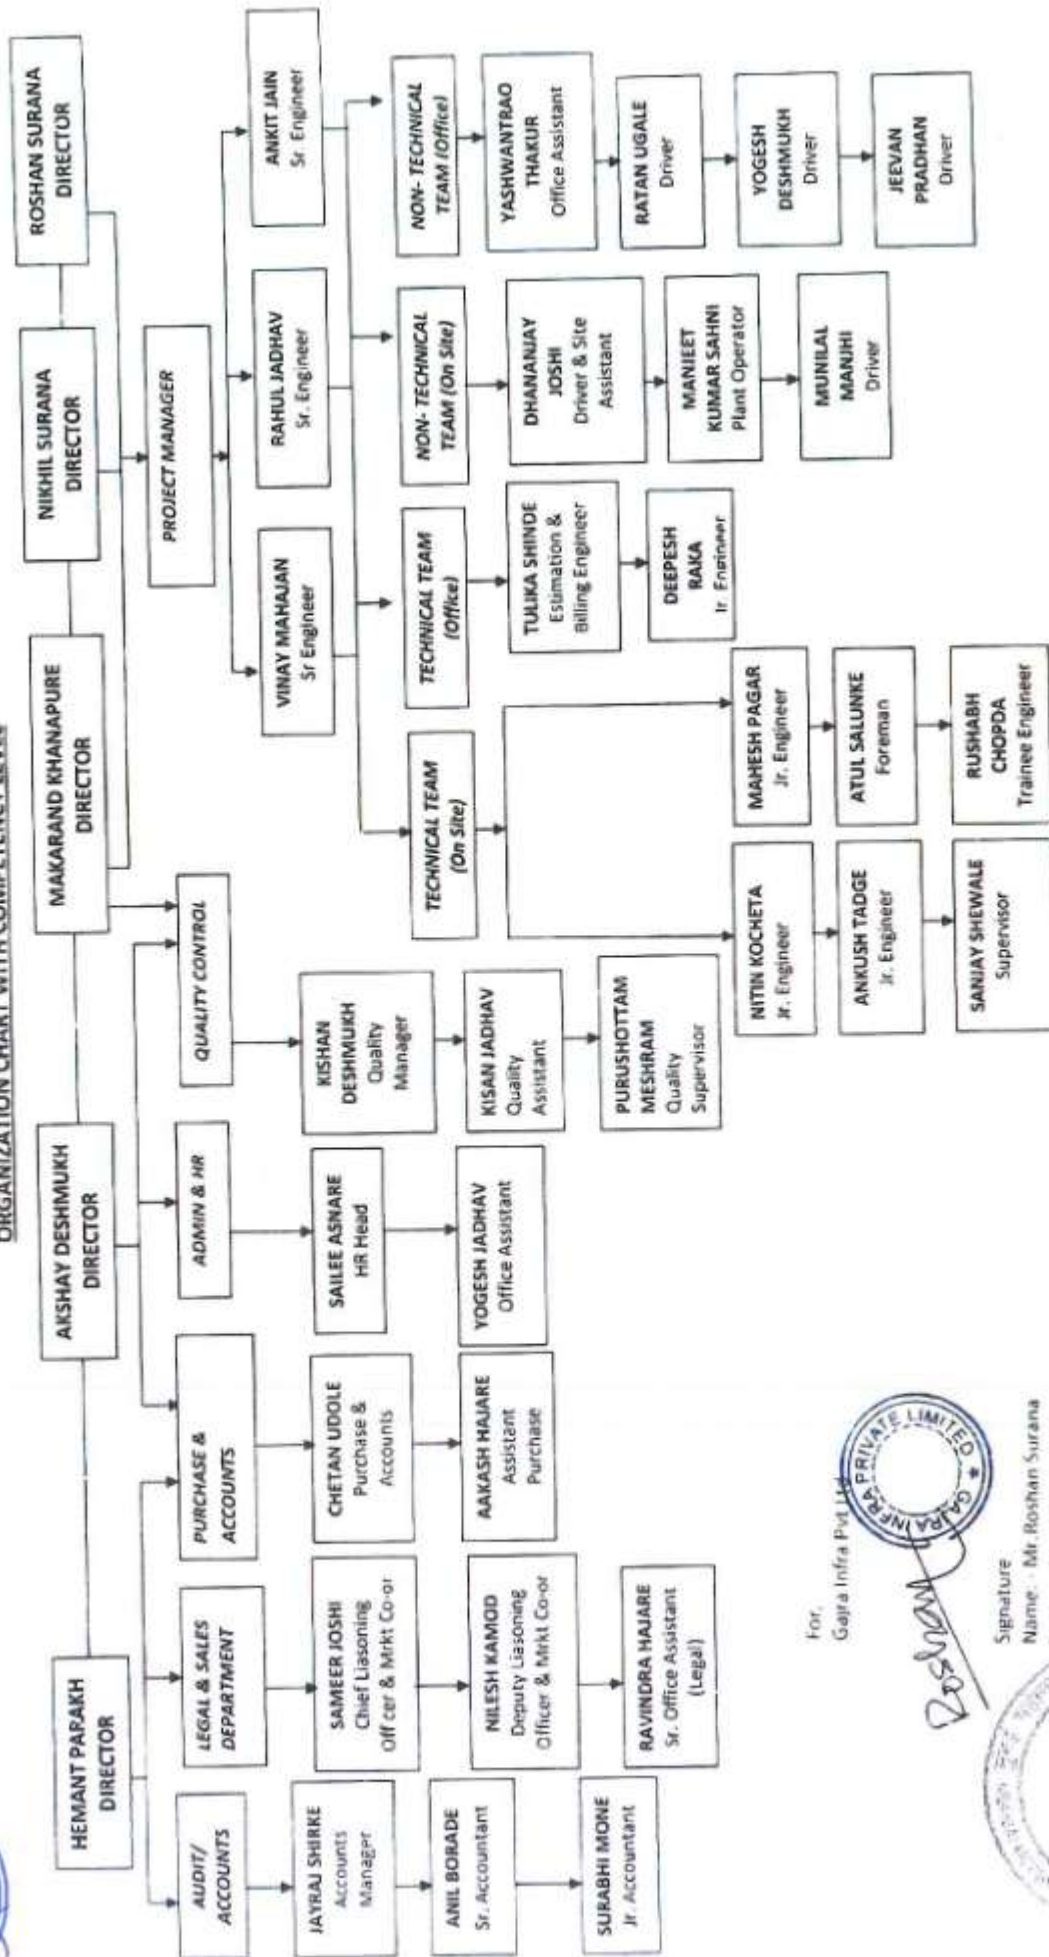 ORGANIZATION CHART WITH COMPETENCY LEVEL
HEMANT PARAKH
DIRECTOR
AKSHAY DESHMUKH
DIRECTOR
MAKARAND KHANAPURE
DIRECTOR
NIKHIL SURANA
DIRECTOR
ROSHAN SURANA
DIRECTOR
AUDIT/
ACCOUNTS
LEGAL & SALES
DEPARTMENT
PURCHASE &
ACCOUNTS
ADMIN & HR
QUALITY CONTROL
PROJECT MANAGER
JAYRAJ SHIRKE
Accounts
Manager
ANIL BORADE
Sr. Accountant
SURABHI MONE
Jr. Accountant
SAMEER JOSHI
Chief Liasoning
Off cer & Mrkt Co-or
NILESH KAMOD
Deputy Liasoning
Officer & Mrkt Co-or
RAVINDRA HAJARE
Sr. Office Assistant
(Legal)
CHETAN UDOLE
Purchase &
Accounts
AAKASH HAJARE
Assistant
Purchase
SAILEE ASNARE
HR Head
YOGESH JADHAV
Office Assistant
KISHAN
DESHMUKH
Quality
Manager
KISAN JADHAV
Quality
Assistant
PURUSHOTTAM
MESHRAM
Quality
Supervisor
VINAY MAHAJAN
Sr Engineer
RAHUL JADHAV
Sr. Engineer
ANKIT JAIN
Sr. Engineer
TECHNICAL TEAM
(On Site)
TECHNICAL TEAM
(Office)
NON- TECHNICAL
TEAM (On Site)
NON- TECHNICAL
TEAM (Office)
NITIN KOCHETA
Jr. Engineer
ANKUSH TADGE
Jr. Engineer
SANJAY SHEWALE
Supervisor
MAHESH PAGAR
Jr. Engineer
ATUL SALUNKE
Foreman
RUSHABH
CHOPDA
Trainee Engineer
TULIKA SHINDE
Estimation &
Billing Engineer
DEEPESH
RAKA
Jr. Engineer
DHANANJAY
JOSHI
Driver & Site
Assistant
MANJEET
KUMAR SAHNI
Plant Operator
MUNILAL
MANJHI
Driver
YASHWANTRAO
THAKUR
Office Assistant
RATAN UGALE
Driver
YOGESH
DESHMUKH
Driver
JEEVAN
PRADHAN
Driver
For,
Gajra Infra Pvt Ltd
GAJRA INFRA PRIVATE LIMITED
Roshan
Signature
Name: - Mr. Roshan Surana